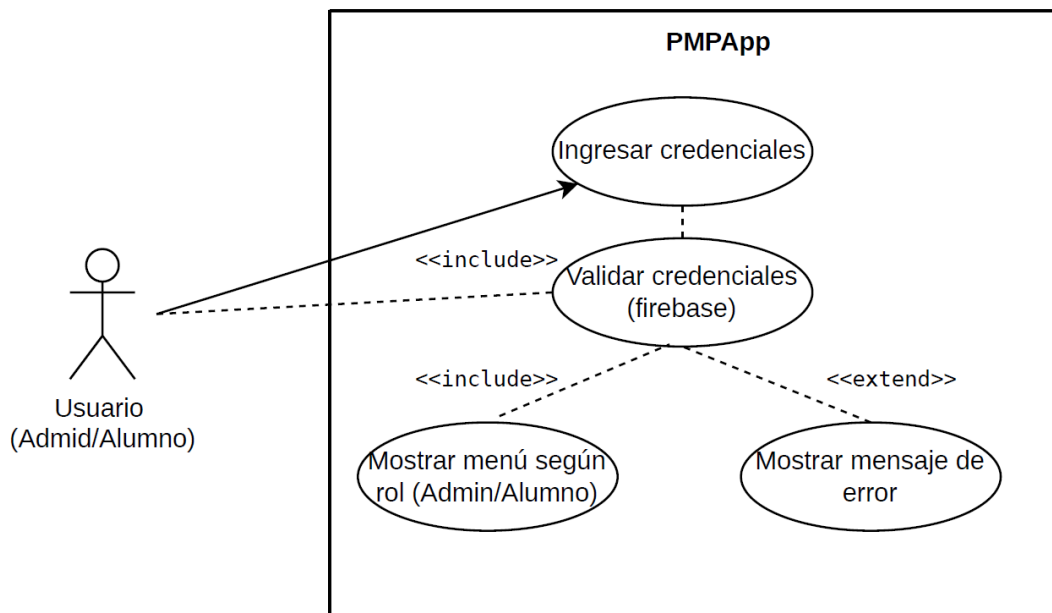 PMPApp
Ingresar credenciales
<<include>>
Validar credenciales
(firebase)
Usuario
(Admid/Alumno)
<<include>>
<<extend>>
Mostrar menú según
rol (Admin/Alumno)
Mostrar mensaje de
error